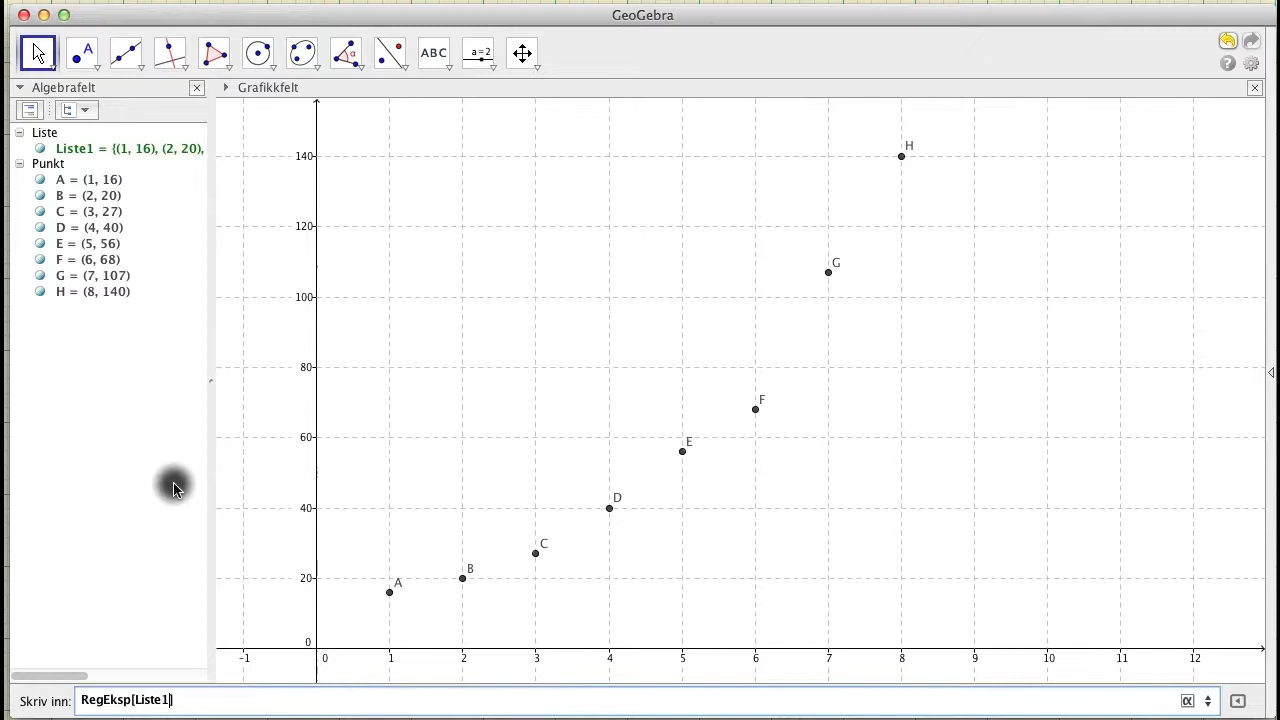 GeoGebra
A
α
ABC
a=2
?
Algebrafelt
Grafikkfelt
Liste
Liste1 = {(1, 16), (2, 20),
Punkt
A = (1, 16)
B = (2, 20)
C = (3, 27)
D = (4, 40)
E = (5, 56)
F = (6, 68)
G = (7, 107)
H = (8, 140)
140
120
100
80
60
40
20
0
-1 0 1 2 3 4 5 6 7 8 9 10 11 12
H
G
F
E
D
C
B
A
Skriv inn: RegEksp[Liste1] α